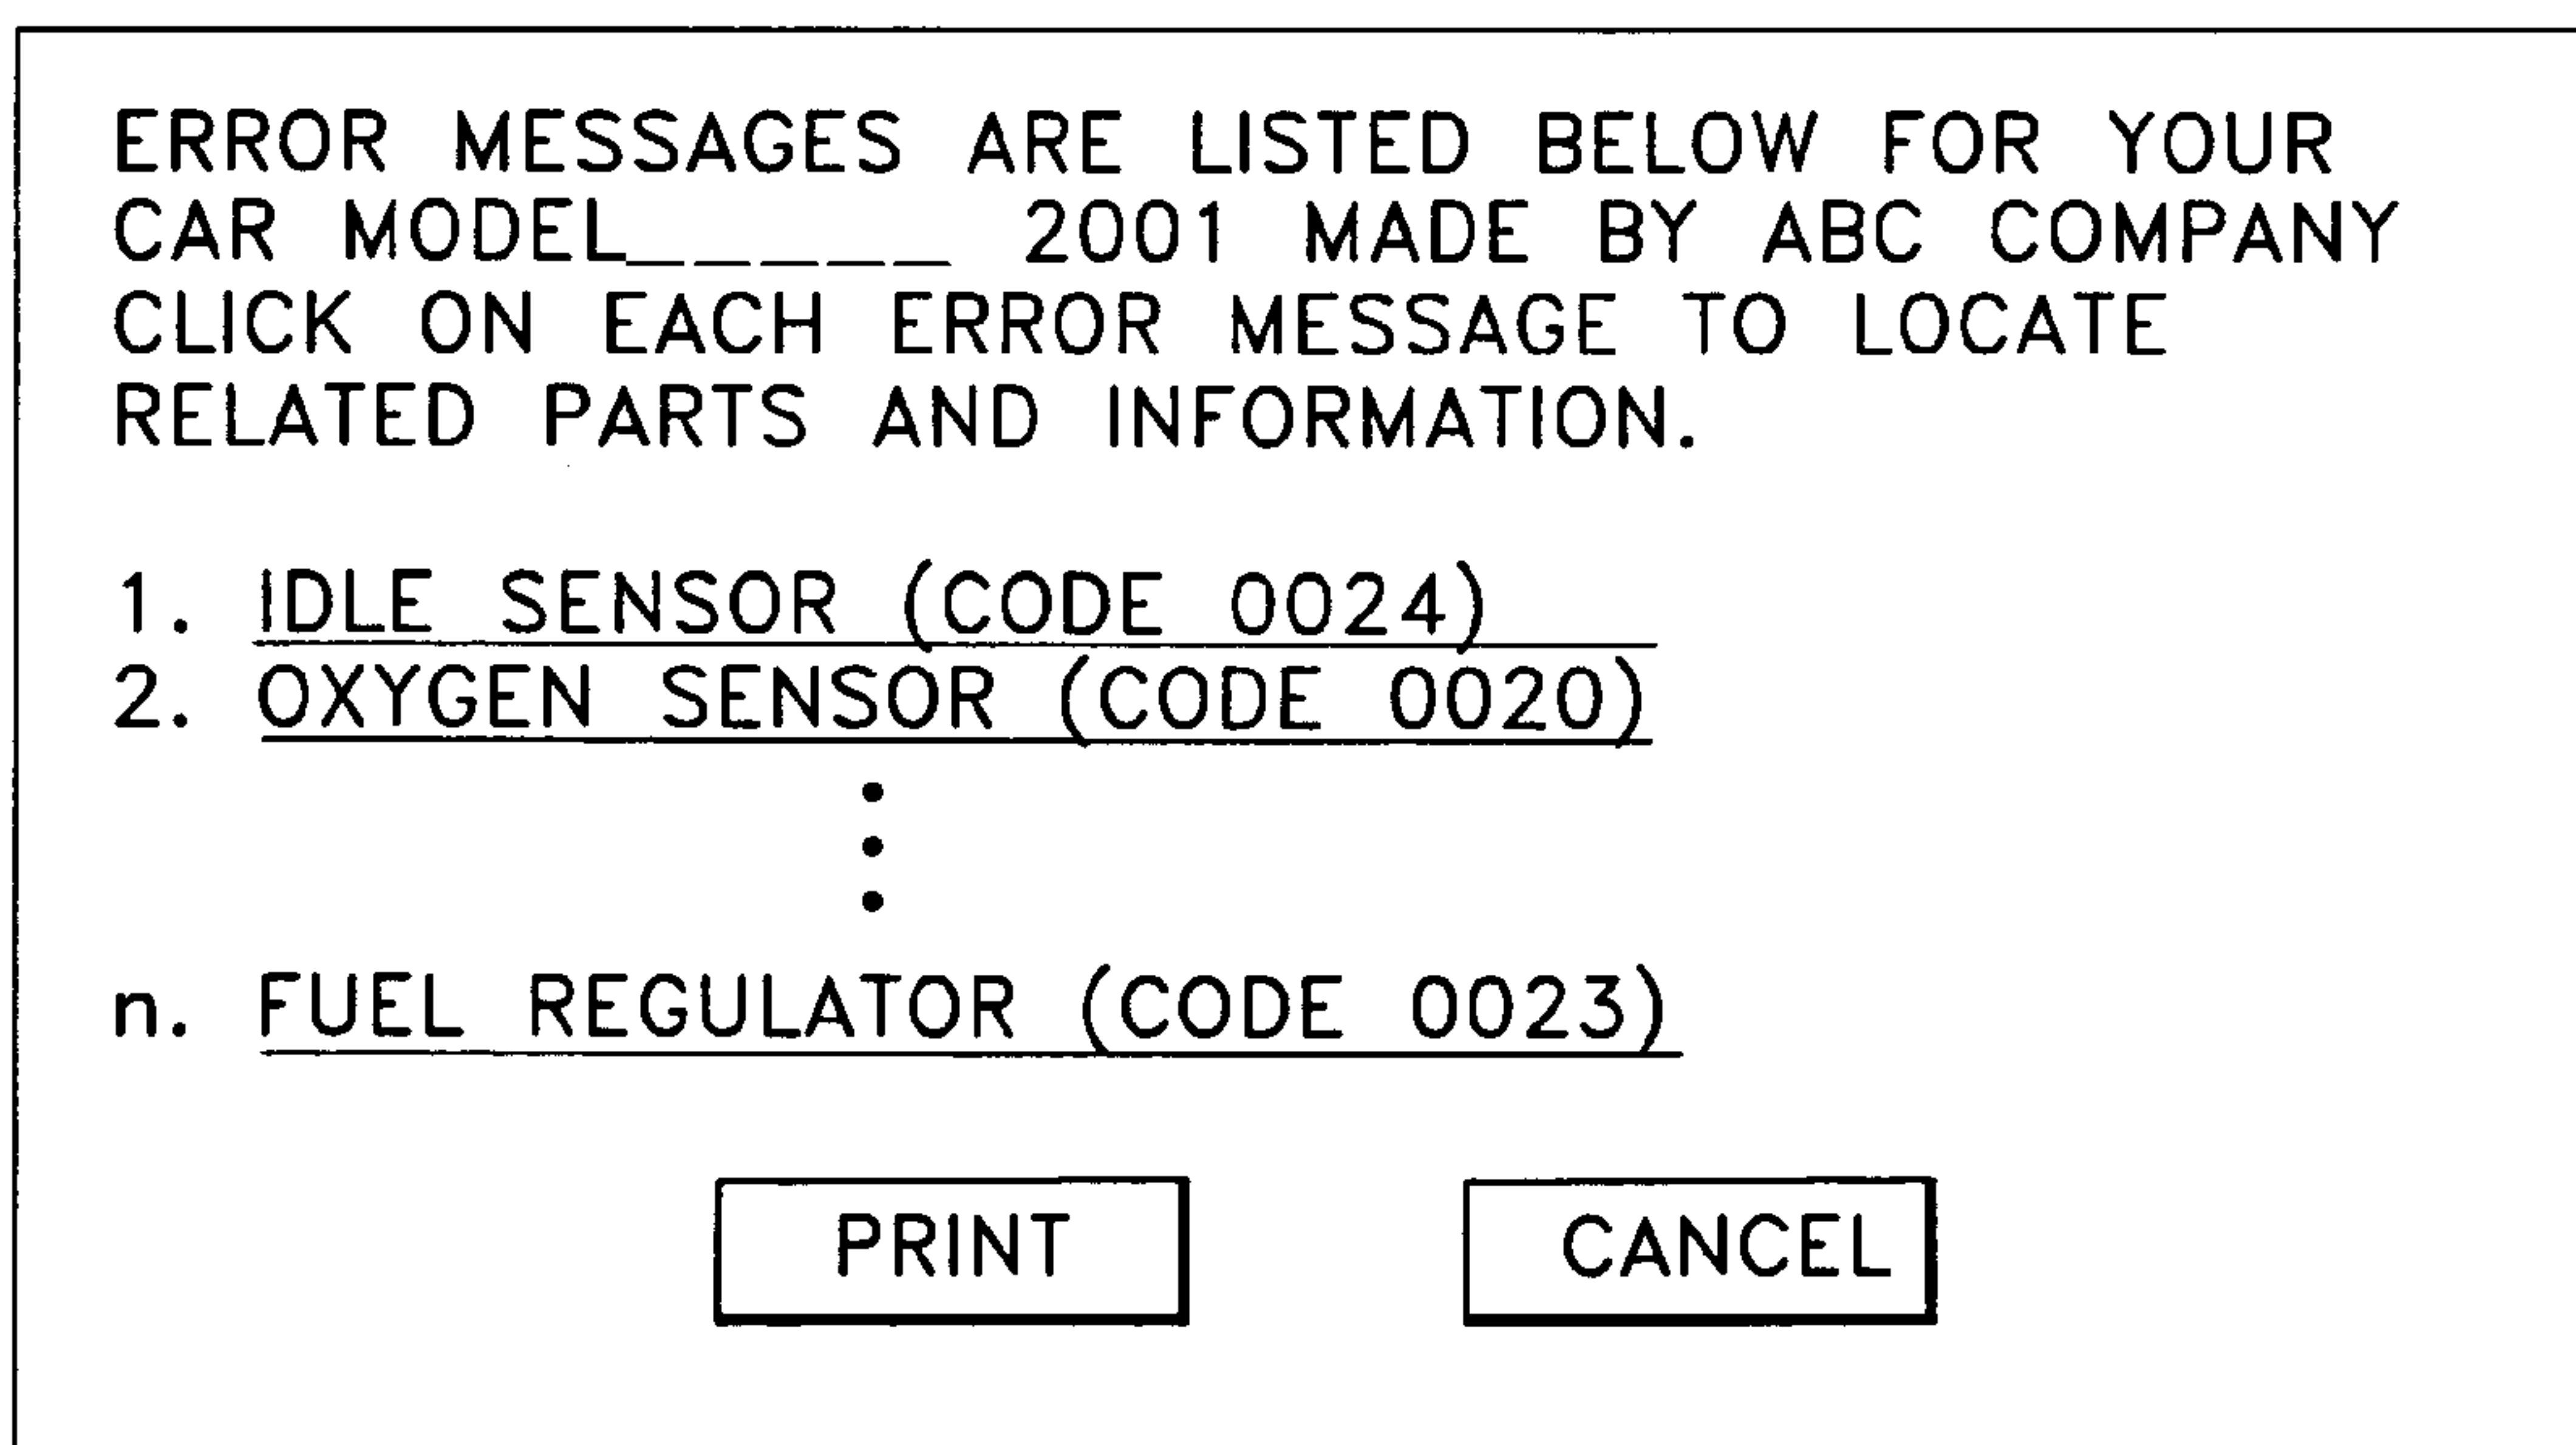 ERROR MESSAGES ARE LISTED BELOW FOR YOUR
CAR MODEL_____ 2001 MADE BY ABC COMPANY
CLICK ON EACH ERROR MESSAGE TO LOCATE
RELATED PARTS AND INFORMATION.
1. IDLE SENSOR (CODE 0024)
2. OXYGEN SENSOR (CODE 0020)
n. FUEL REGULATOR (CODE 0023)
PRINT CANCEL